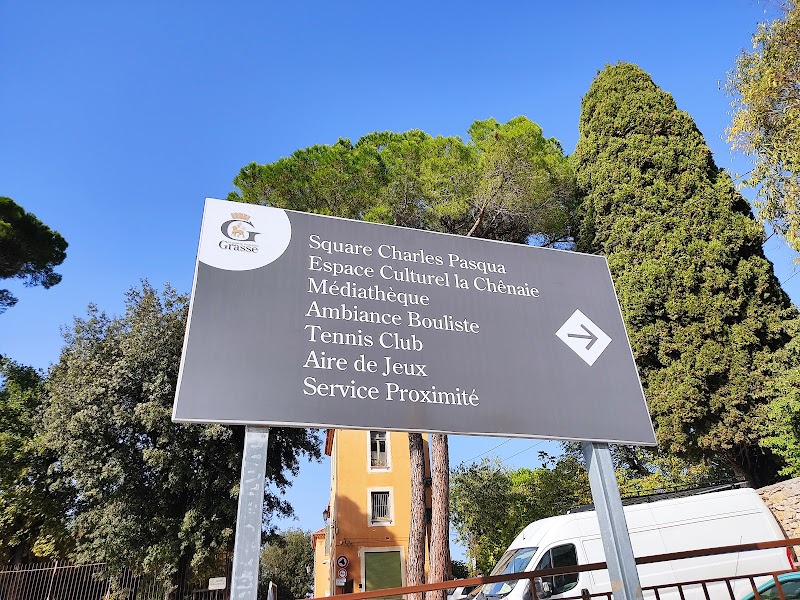 G
Grasse
Square Charles Pasqua
Espace Culturel la Chênaie
Médiathèque
Ambiance Bouliste
Tennis Club
Aire de Jeux
Service Proximité